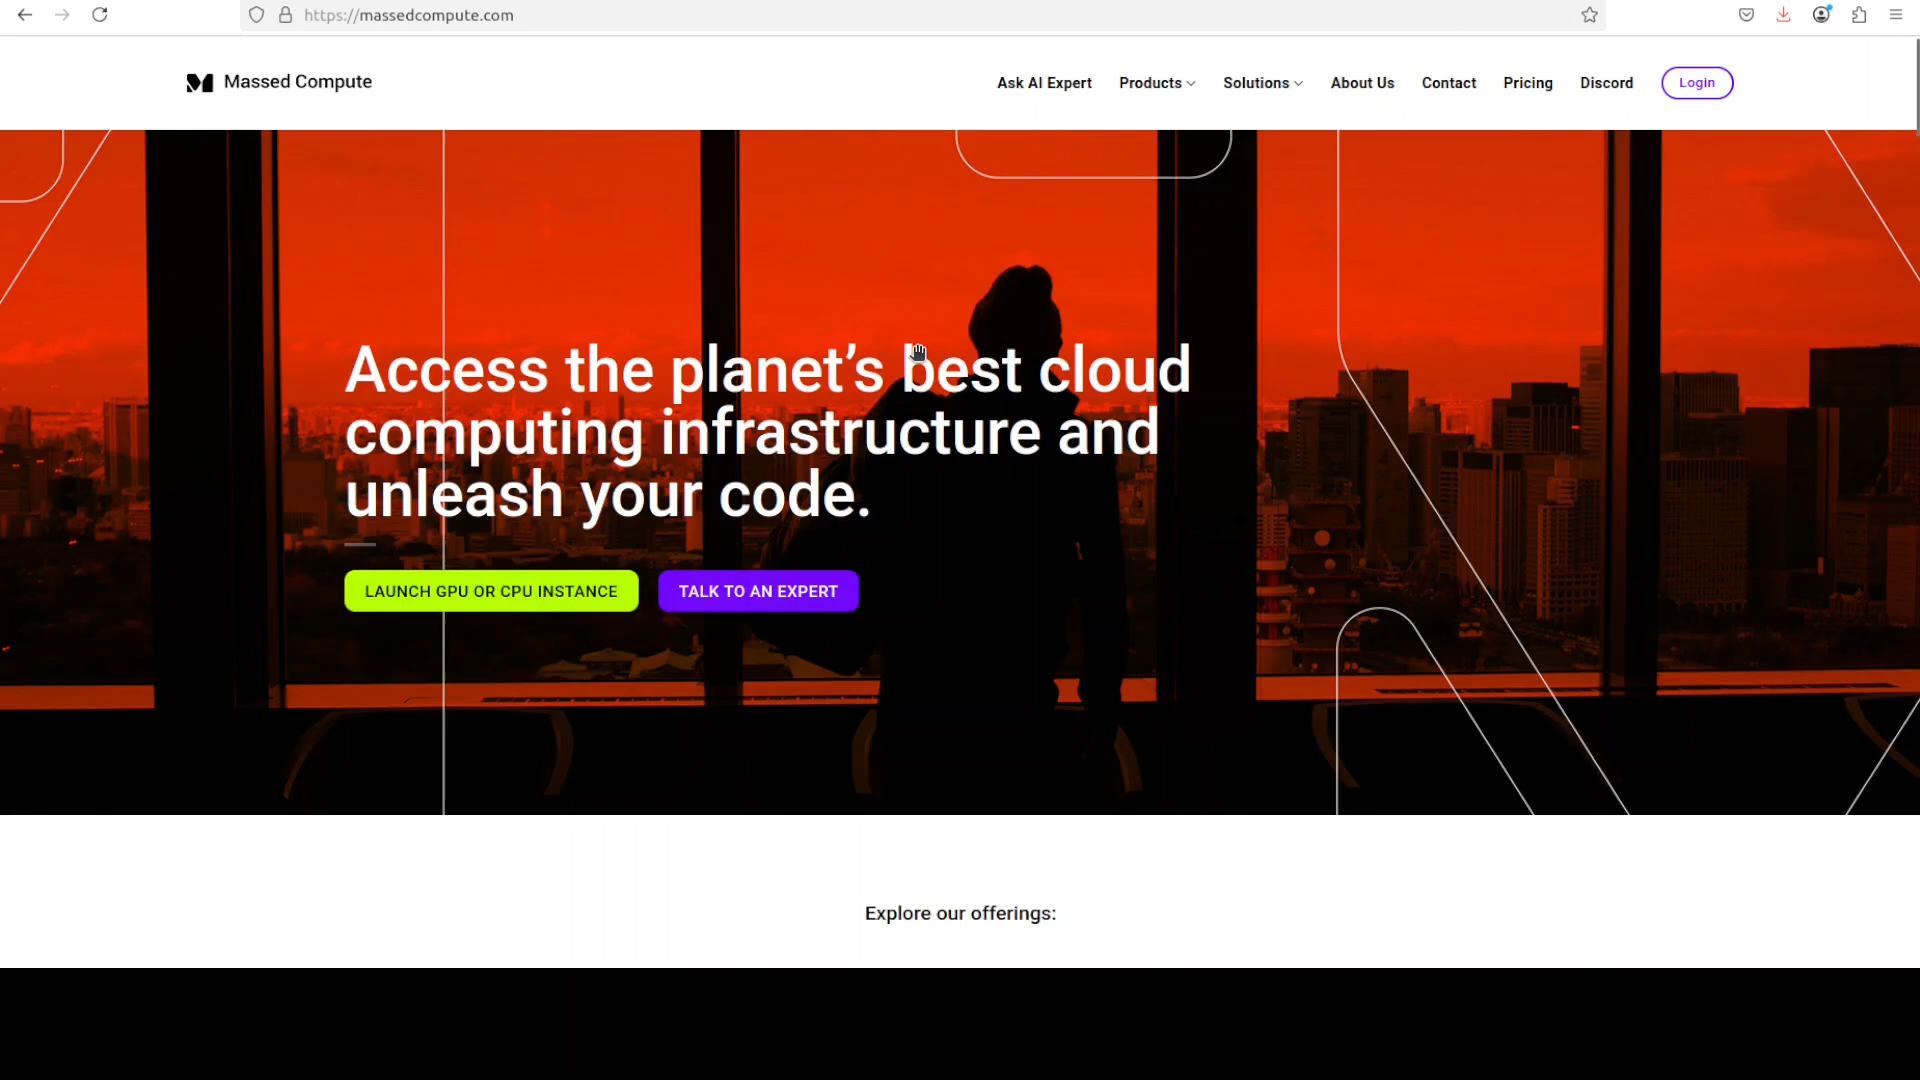 https://massedcompute.com
Massed Compute
Ask AI Expert Products Solutions About Us Contact Pricing Discord Login
Access the planet’s best cloud
computing infrastructure and
unleash your code.
LAUNCH GPU OR CPU INSTANCE TALK TO AN EXPERT
Explore our offerings: